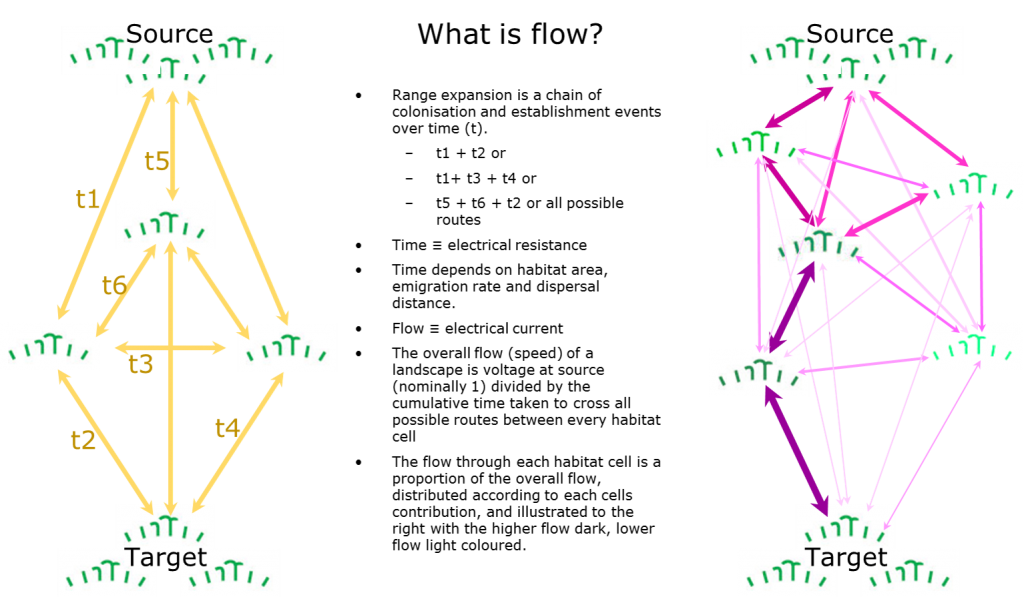 Source
t5
t1
t6
t3
t2
t4
Target
What is flow?
• Range expansion is a chain of
colonisation and establishment events
over time (t).
– t1 + t2 or
– t1+ t3 + t4 or
– t5 + t6 + t2 or all possible
routes
• Time ≡ electrical resistance
• Time depends on habitat area,
emigration rate and dispersal
distance.
• Flow ≡ electrical current
• The overall flow (speed) of a
landscape is voltage at source
(nominally 1) divided by the
cumulative time taken to cross all
possible routes between every habitat
cell
• The flow through each habitat cell is a
proportion of the overall flow,
distributed according to each cells
contribution, and illustrated to the
right with the higher flow dark, lower
flow light coloured.
Source
Target